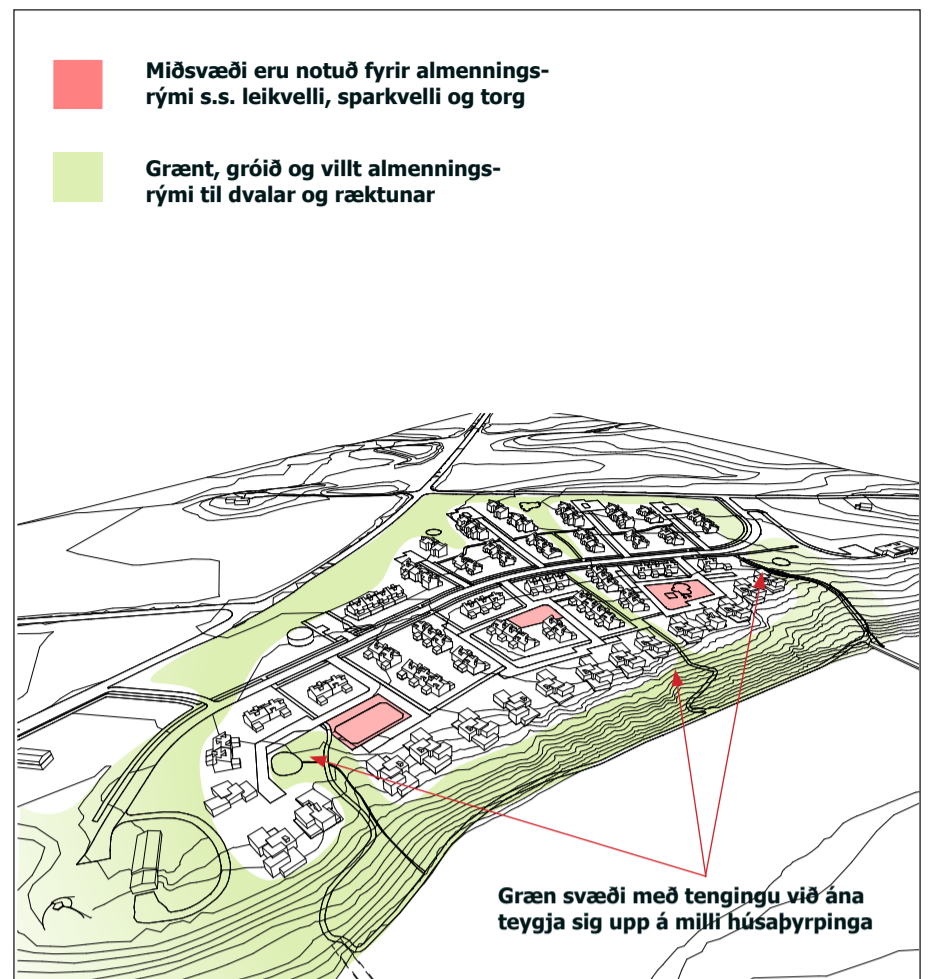 Miðsvæði eru notuð fyrir almennings-
rými s.s. leikvelli, sparkvelli og torg
Grænt, gróið og villt almennings-
rými til dvalar og ræktunar
Græn svæði með tengingu við ána
teygja sig upp á milli húsaþyrpinga